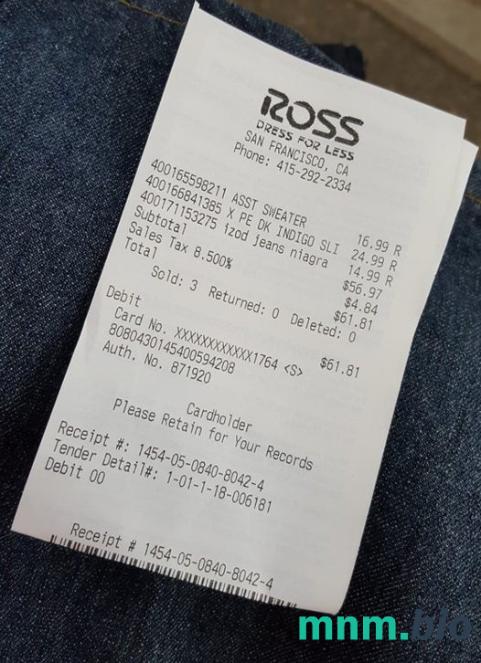 ROSS
DRESS FOR LESS
SAN FRANCISCO, CA
Phone: 415-292-2334
400165598211 ASST SWEATER 16.99 R
400166841385 X PE DK INDIGO SLI 24.99 R
400171153275 izod jeans niagra 14.99 R
Subtotal $56.97
Sales Tax 8.500% $4.84
Total $61.81
Sold: 3 Returned: 0 Deleted: 0
Debit $61.81
Card No. XXXXXXXXXXXX1764 <S>
8080430145400594208
Auth. No. 871920
Cardholder
Please Retain for Your Records
Receipt #: 1454-05-0840-8042-4
Tender Detail#: 1-01-1-18-006181
Debit 00
Receipt # 1454-05-0840-8042-4
mnm.blo